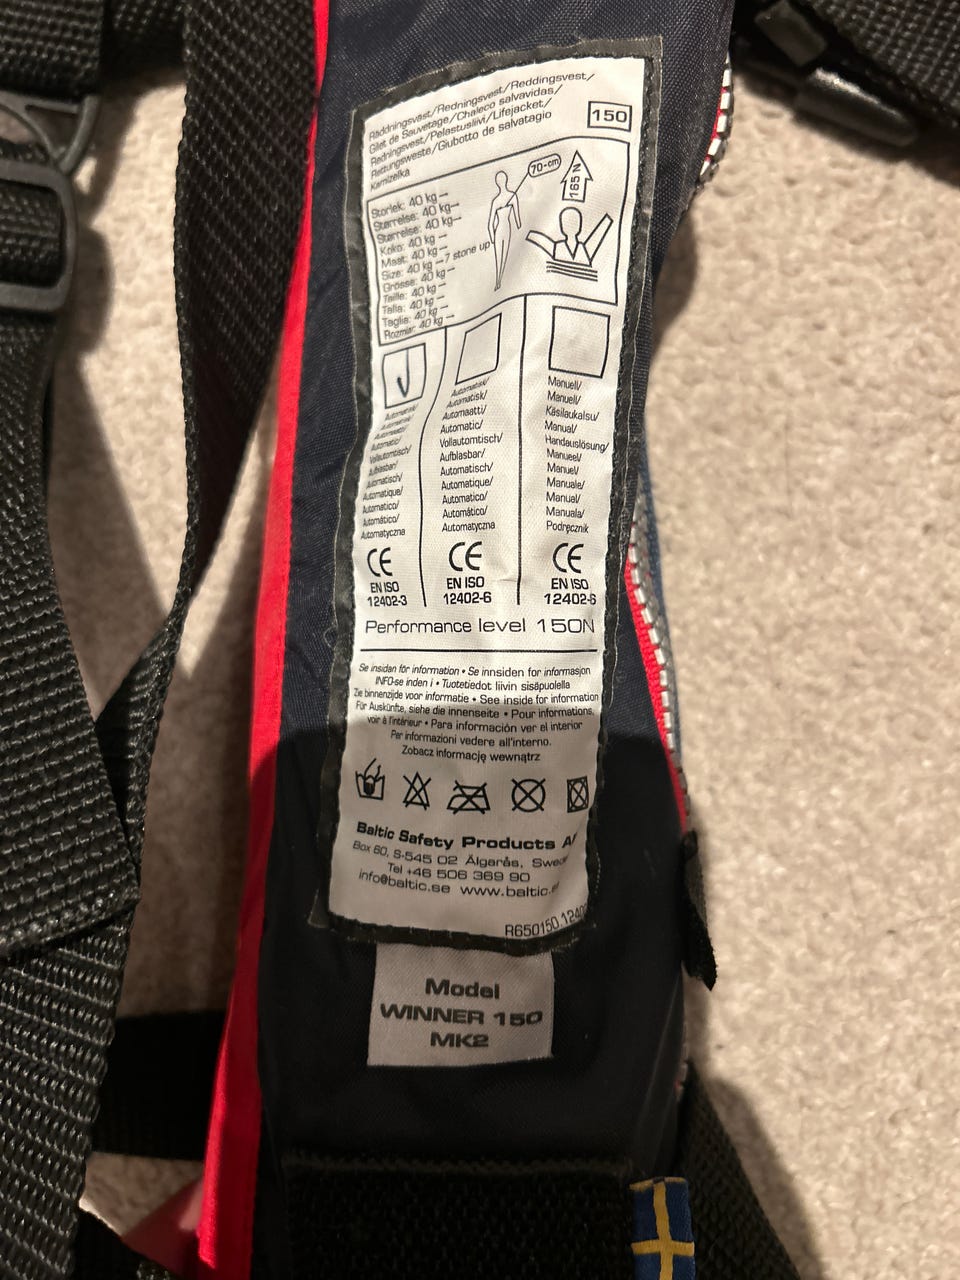 Räddningsväst/Redningsvest/Reddingsvest/
Gilet de Sauvetage/Chaleco salvavidas/
Redningsvest/Pelastusliivi/Lifejacket/
Rettungsweste/Giubotto de salvatagio
Kamizelka
150
70-cm
165 N
Storlek: 40 kg –
Størrelse: 40 kg–
Størrelse: 40 kg–
Koko: 40 kg –
Maat: 40 kg –
Size: 40 kg –7 stone up
Grösse: 40 kg –
Taille: 40 kg –
Talla: 40 kg –
Taglia: 40 kg –
Rozmiar: 40 kg –
Automatisk/
Automatisk/
Automaatti/
Automatic/
Vollautomtisch/
Aufblasbar/
Automatisch/
Automatique/
Automatico/
Automático/
Automatyczna
CE
EN ISO
12402-3
Automatisk/
Automatisk/
Automaatti/
Automatic/
Vollautomtisch/
Aufblasbar/
Automatisch/
Automatique/
Automatico/
Automático/
Automatyczna
CE
EN ISO
12402-6
Manuell/
Manuell/
Käsilaukalsu/
Manual/
Handauslösung/
Manueel/
Manuel/
Manuale/
Manual/
Manuala/
Podręcznik
CE
EN ISO
12402-6
Performance level 150N
Se insidan för information • Se innsiden for informasjon
INFO-se inden i • Tuotetiedot liivin sisäpuolella
Zie binnenzijde voor informatie • See inside for information
Für Auskünfte, siehe die innenseite • Pour informations,
voir à l'intérieur • Para información ver el interior
Per informazioni vedere all'interno.
Zobacz informację wewnątrz
Baltic Safety Products
Box 60, S-545 02 Älgarås,
Tel +46 506 369 90
info@baltic.se www.baltic.
R650150.
Model
WINNER 150
MK2